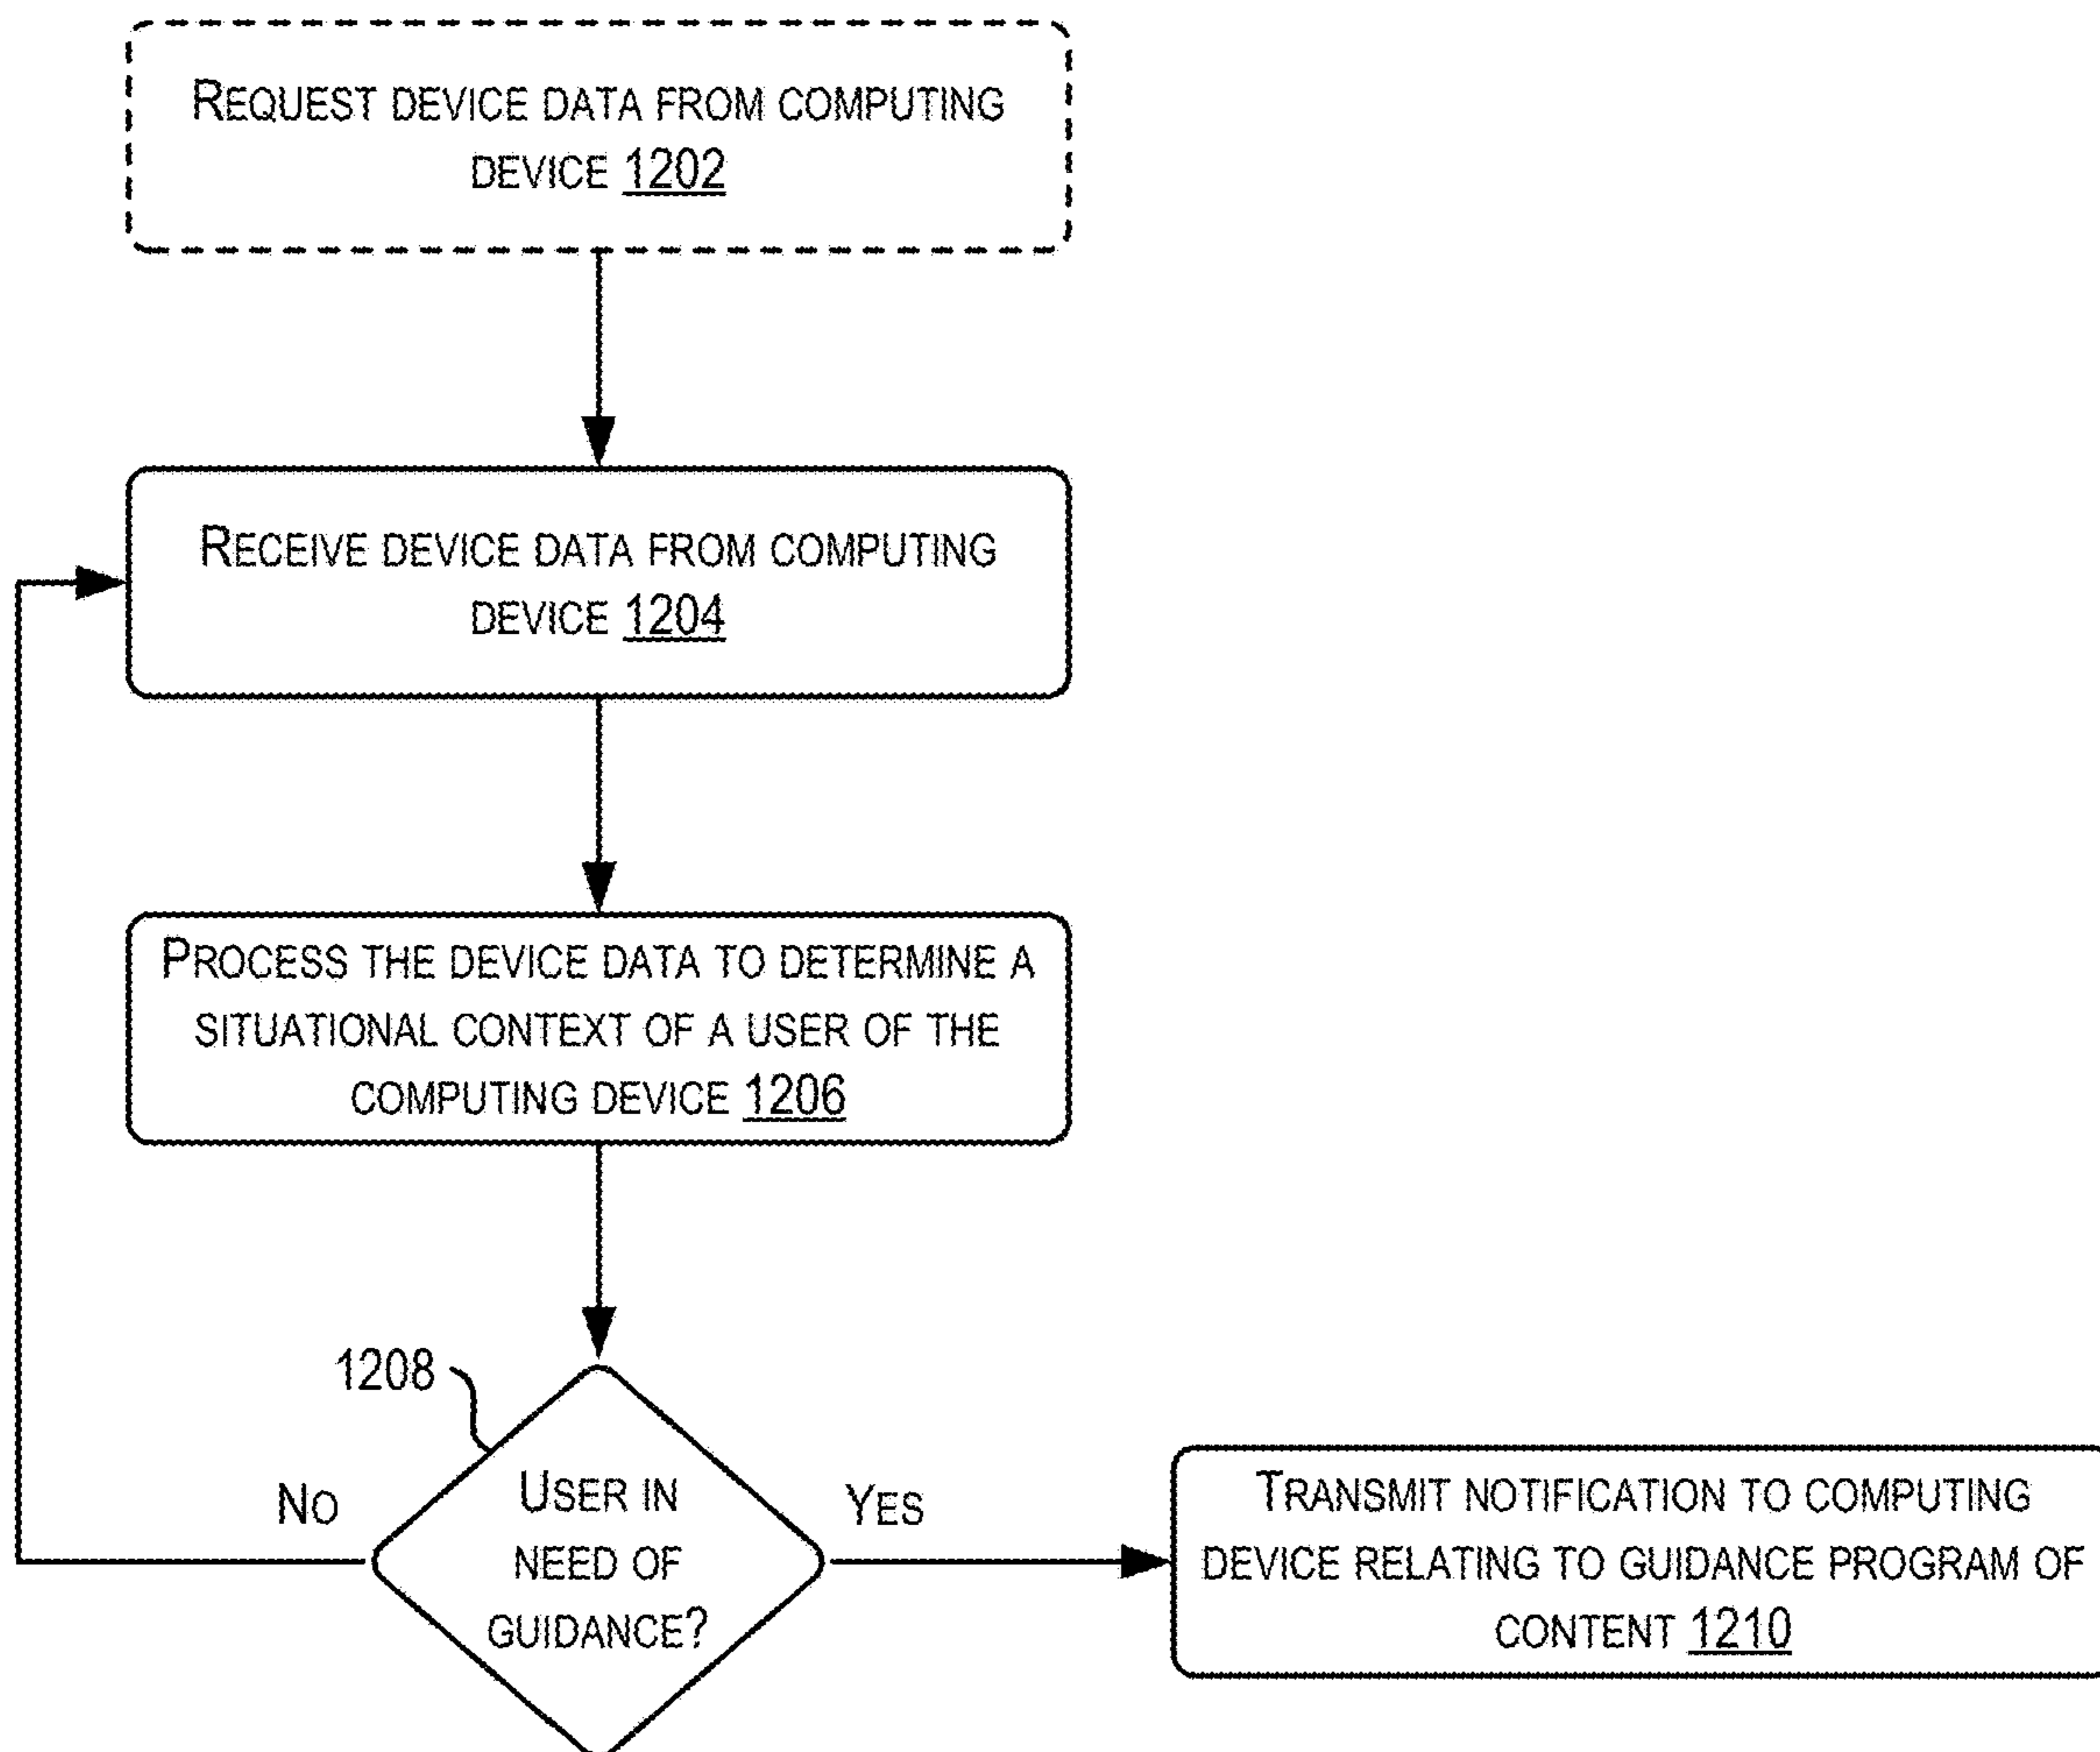 REQUEST DEVICE DATA FROM COMPUTING
DEVICE 1202
RECEIVE DEVICE DATA FROM COMPUTING
DEVICE 1204
PROCESS THE DEVICE DATA TO DETERMINE A
SITUATIONAL CONTEXT OF A USER OF THE
COMPUTING DEVICE 1206
1208
NO
USER IN
NEED OF
GUIDANCE?
YES
TRANSMIT NOTIFICATION TO COMPUTING
DEVICE RELATING TO GUIDANCE PROGRAM OF
CONTENT 1210